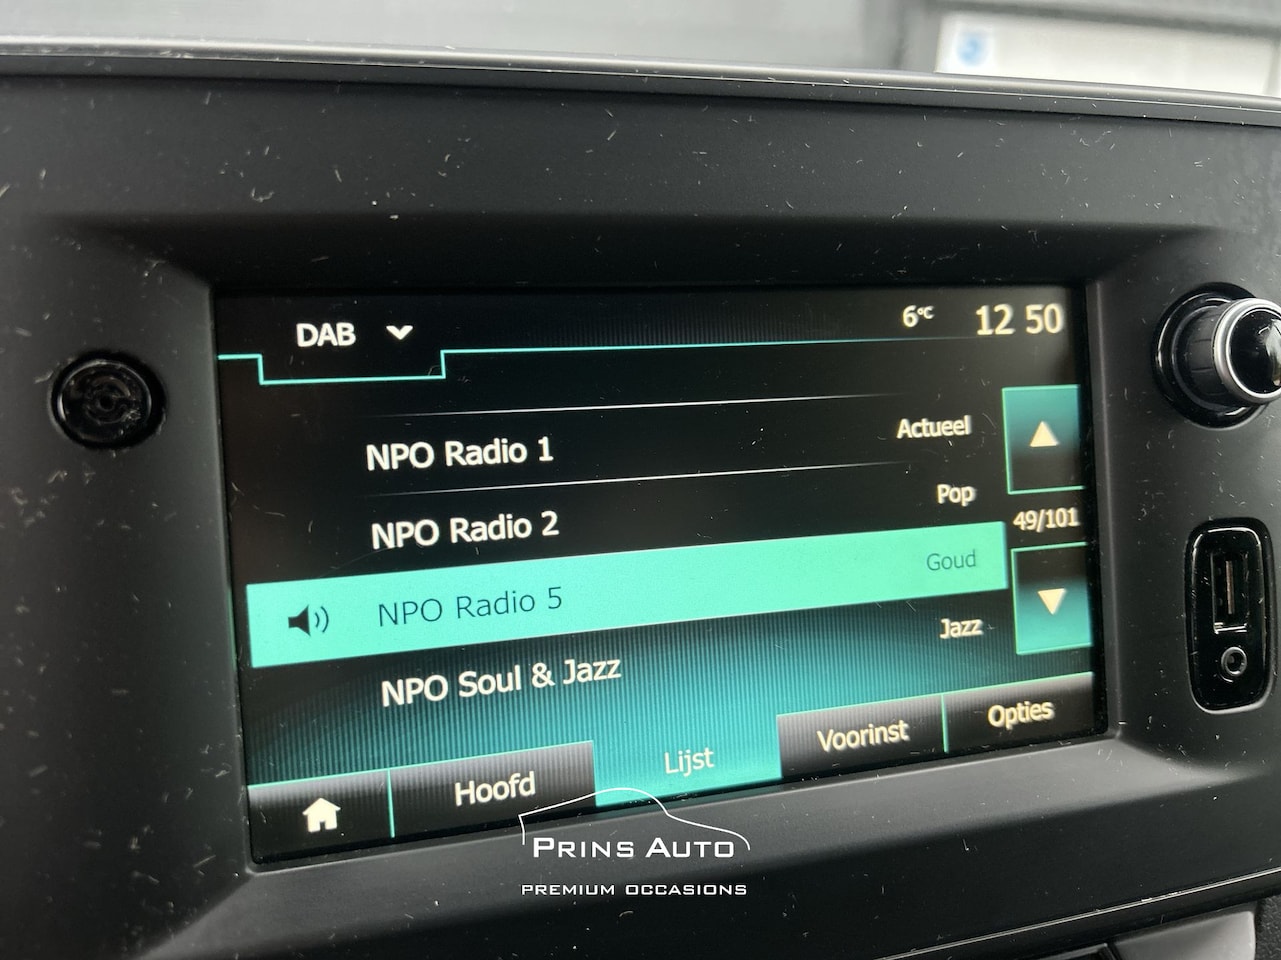 DAB
6°C 12 50
NPO Radio 1 Actueel
NPO Radio 2 Pop
49/101
NPO Radio 5 Goud
NPO Soul & Jazz Jazz
Hoofd Lijst Voorinst Opties
PRINS AUTO
PREMIUM OCCASIONS